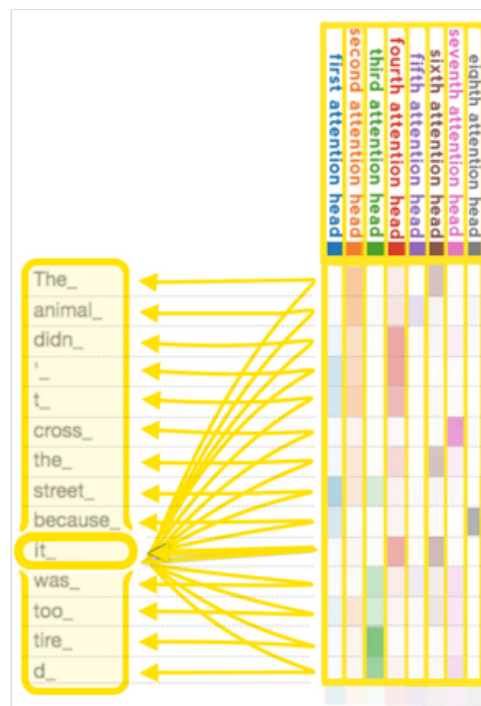 first attention head
second attention head
third attention head
fourth attention head
fifth attention head
sixth attention head
seventh attention head
eighth attention head
The_
animal_
didn_
'_
t_
cross_
the_
street_
because_
it_
was_
too_
tire_
d_